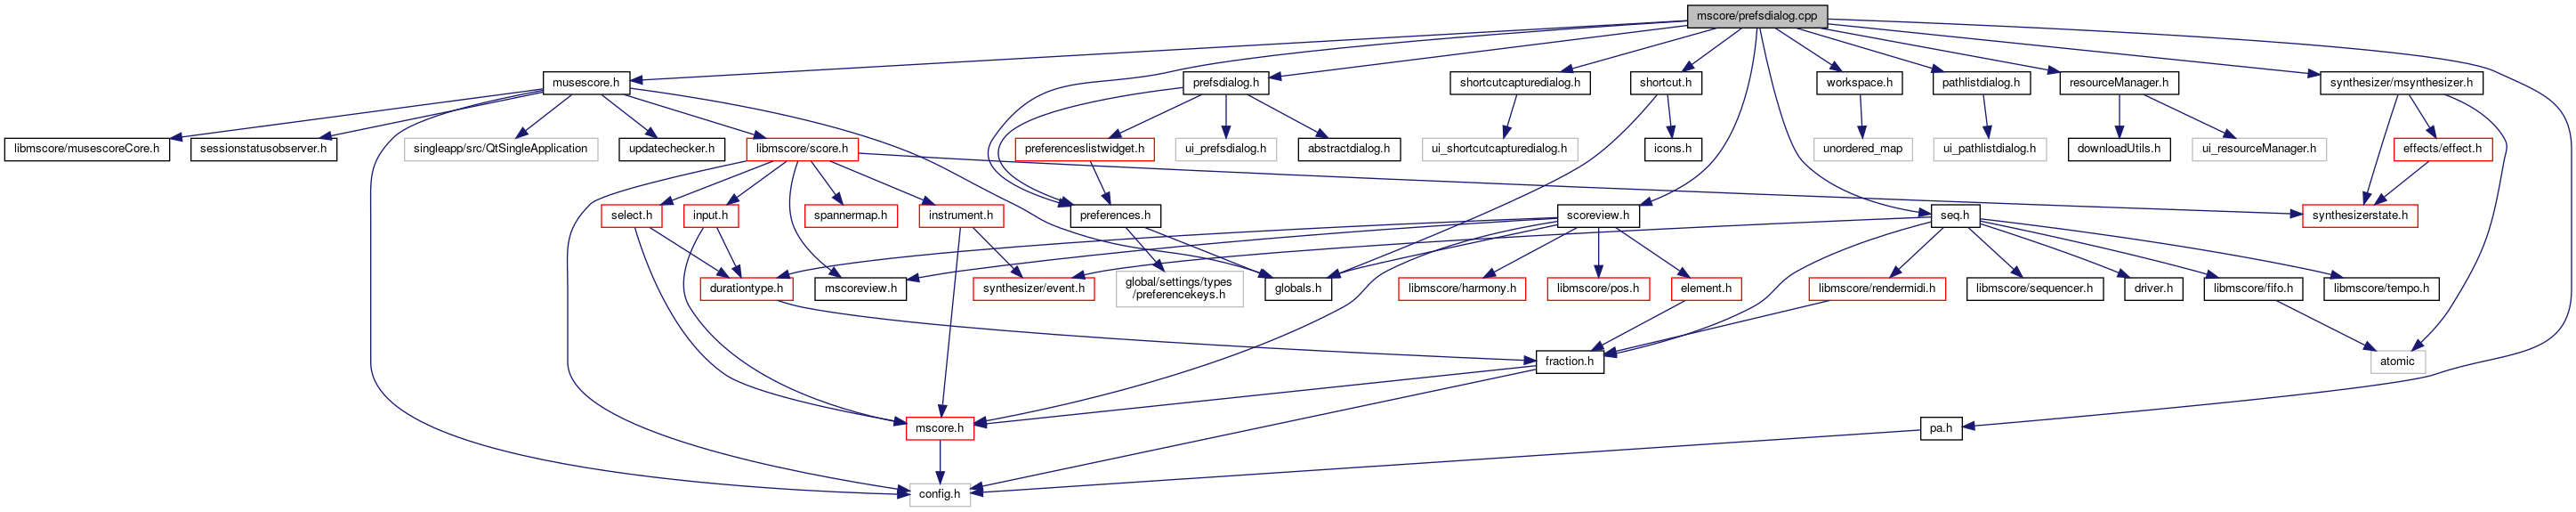 mscore/prefsdialog.cpp
musescore.h
prefsdialog.h
shortcutcapturedialog.h
shortcut.h
workspace.h
pathlistdialog.h
resourceManager.h
synthesizer/msynthesizer.h
libmscore/musescoreCore.h
sessionstatusobserver.h
singleapp/src/QtSingleApplication
updatechecker.h
libmscore/score.h
preferenceslistwidget.h
ui_prefsdialog.h
abstractdialog.h
ui_shortcutcapturedialog.h
icons.h
unordered_map
ui_pathlistdialog.h
downloadUtils.h
ui_resourceManager.h
effects/effect.h
select.h
input.h
spannermap.h
instrument.h
preferences.h
scoreview.h
seq.h
synthesizerstate.h
durationtype.h
mscoreview.h
synthesizer/event.h
global/settings/types
/preferencekeys.h
globals.h
libmscore/harmony.h
libmscore/pos.h
element.h
libmscore/rendermidi.h
libmscore/sequencer.h
driver.h
libmscore/fifo.h
libmscore/tempo.h
fraction.h
atomic
mscore.h
pa.h
config.h